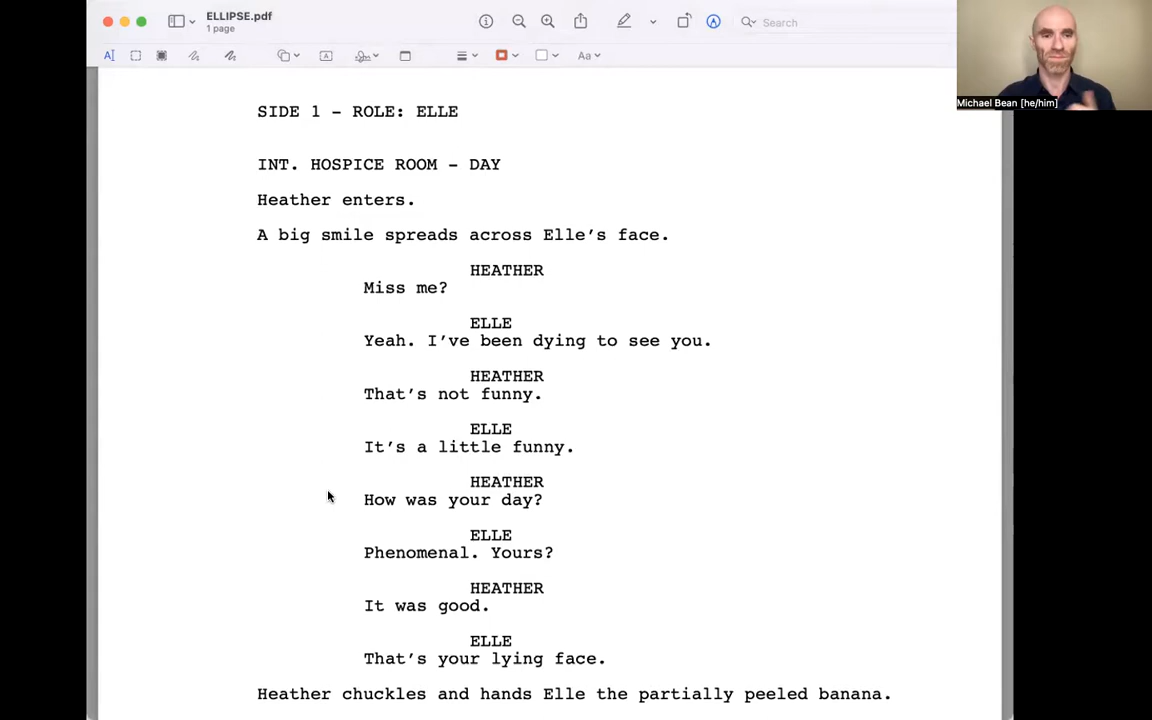 ELLIPSE.pdf
1 page
Search
A
Aa
Michael Bean [he/him]
SIDE 1 - ROLE: ELLE
INT. HOSPICE ROOM - DAY
Heather enters.
A big smile spreads across Elle's face.
HEATHER
Miss me?
ELLE
Yeah. I've been dying to see you.
HEATHER
That's not funny.
ELLE
It's a little funny.
HEATHER
How was your day?
ELLE
Phenomenal. Yours?
HEATHER
It was good.
ELLE
That's your lying face.
Heather chuckles and hands Elle the partially peeled banana.